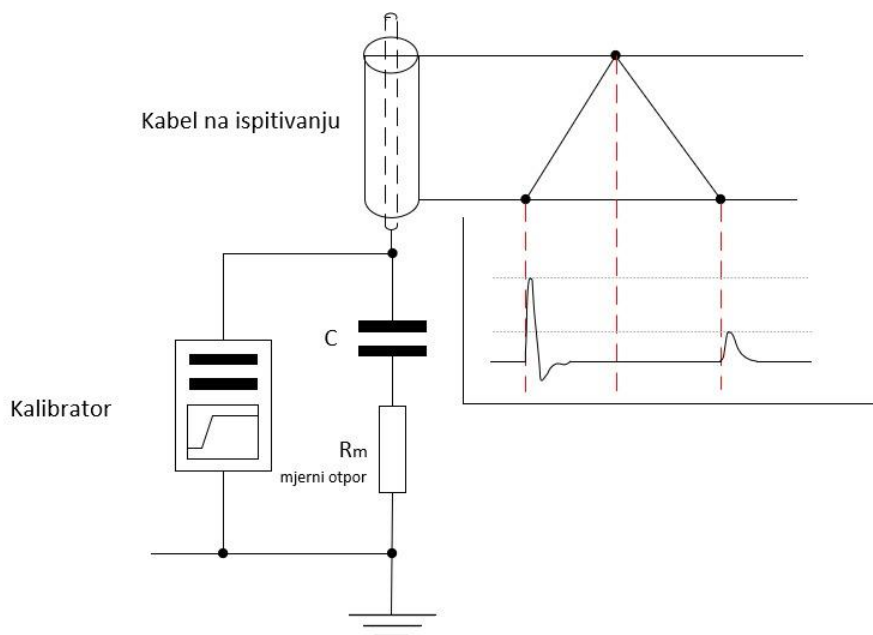 Kabel na ispitivanju
C
Kalibrator
Rm
mjerni otpor